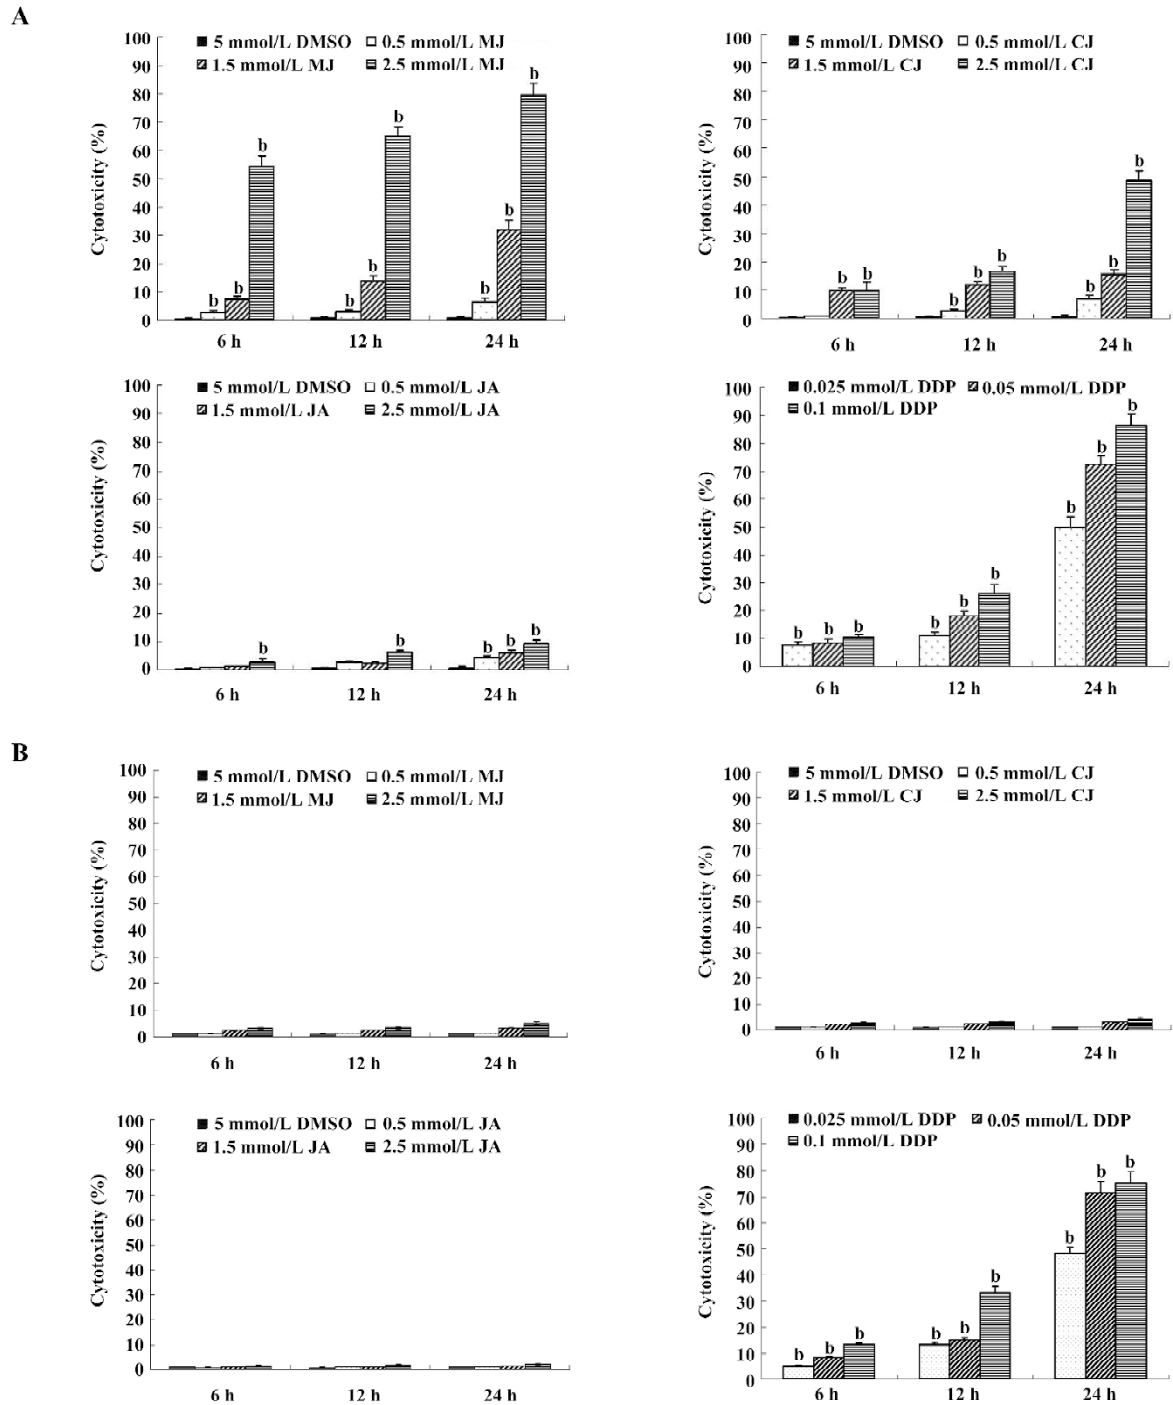 A
100
90
80
70
60
50
40
30
20
10
0
Cytotoxicity (%)
5 mmol/L DMSO 0.5 mmol/L MJ
1.5 mmol/L MJ 2.5 mmol/L MJ
b b b b b b b b b
6 h 12 h 24 h
100
90
80
70
60
50
40
30
20
10
0
Cytotoxicity (%)
5 mmol/L DMSO 0.5 mmol/L CJ
1.5 mmol/L CJ 2.5 mmol/L CJ
b b b b b b b b
6 h 12 h 24 h
100
90
80
70
60
50
40
30
20
10
0
Cytotoxicity (%)
5 mmol/L DMSO 0.5 mmol/L JA
1.5 mmol/L JA 2.5 mmol/L JA
b b b b b
6 h 12 h 24 h
100
90
80
70
60
50
40
30
20
10
0
Cytotoxicity (%)
0.025 mmol/L DDP 0.05 mmol/L DDP
0.1 mmol/L DDP
b b b b b b b b b
6 h 12 h 24 h
B
100
90
80
70
60
50
40
30
20
10
0
Cytotoxicity (%)
5 mmol/L DMSO 0.5 mmol/L MJ
1.5 mmol/L MJ 2.5 mmol/L MJ
6 h 12 h 24 h
100
90
80
70
60
50
40
30
20
10
0
Cytotoxicity (%)
5 mmol/L DMSO 0.5 mmol/L CJ
1.5 mmol/L CJ 2.5 mmol/L CJ
6 h 12 h 24 h
100
90
80
70
60
50
40
30
20
10
0
Cytotoxicity (%)
5 mmol/L DMSO 0.5 mmol/L JA
1.5 mmol/L JA 2.5 mmol/L JA
6 h 12 h 24 h
100
90
80
70
60
50
40
30
20
10
0
Cytotoxicity (%)
0.025 mmol/L DDP 0.05 mmol/L DDP
0.1 mmol/L DDP
b b b b b b b b b
6 h 12 h 24 h